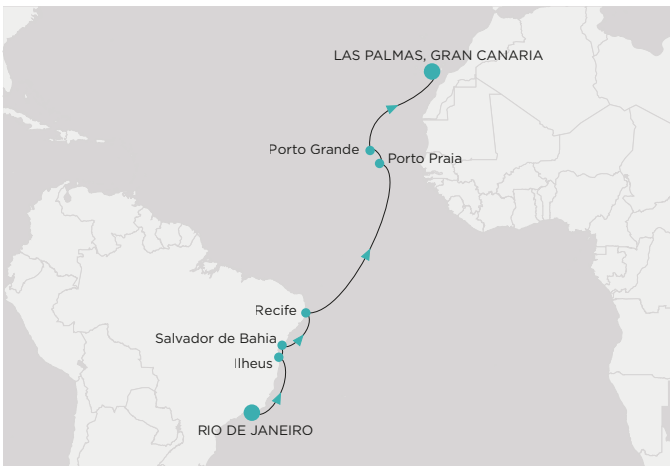 LAS PALMAS, GRAN CANARIA
Porto Grande
Porto Praia
Recife
Salvador de Bahia
Ilheus
RIO DE JANEIRO